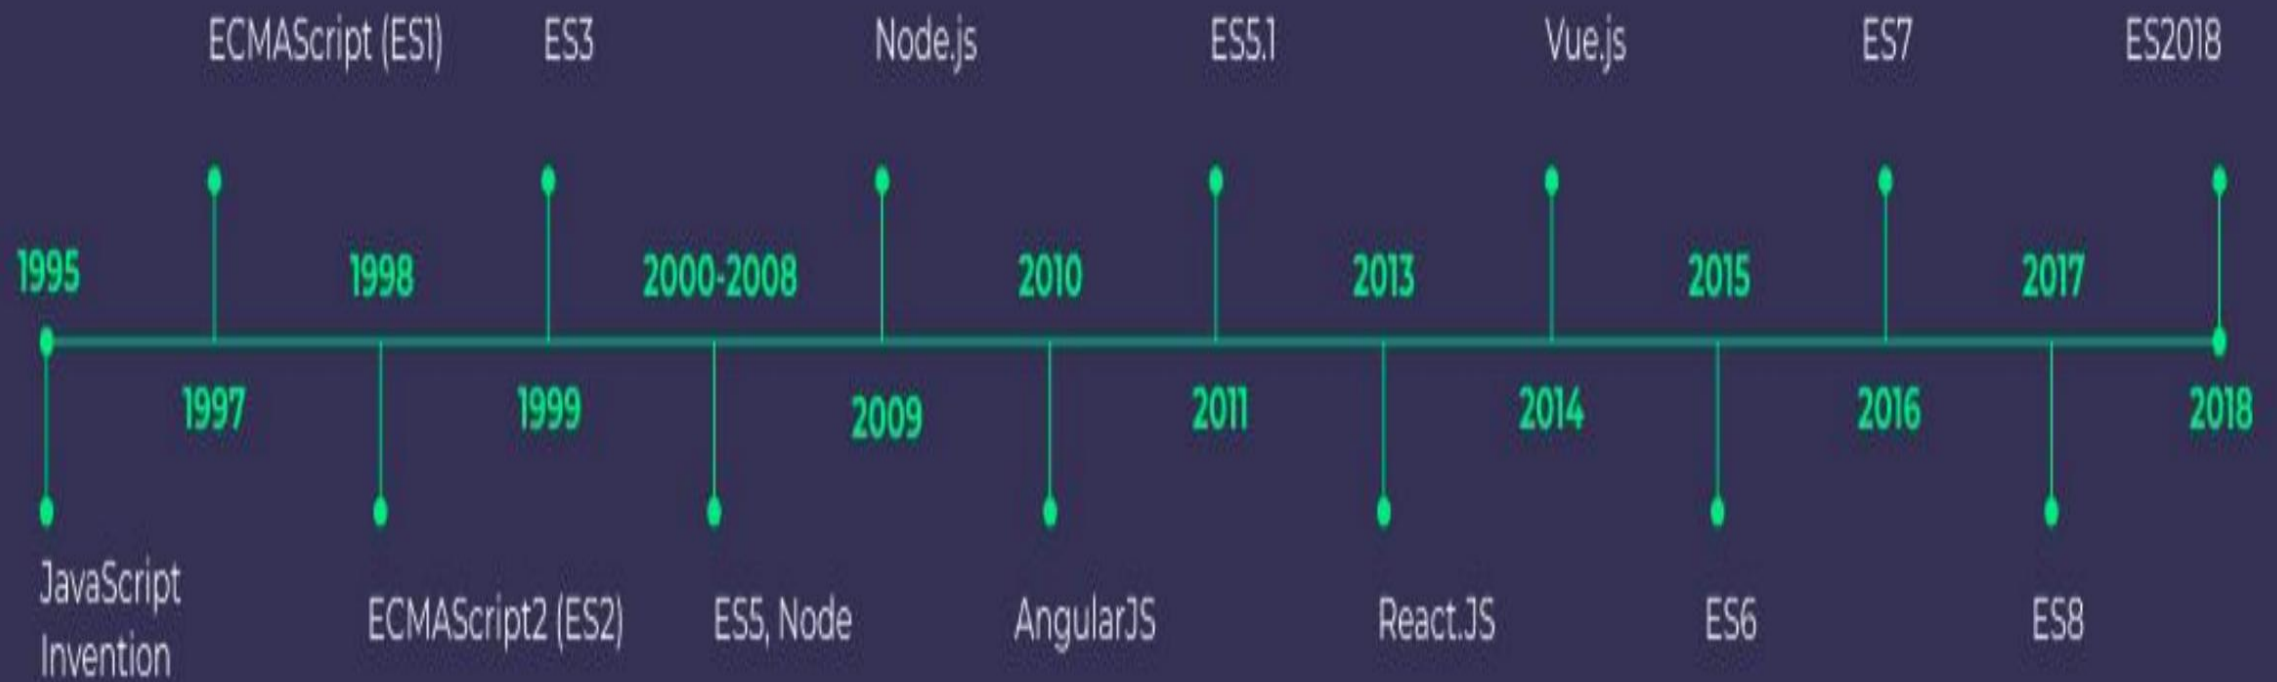 ECMAScript (ES1)
ES3
Node.js
ES5.1
Vue.js
ES7
ES2018
1995
1998
2000-2008
2010
2013
2015
2017
1997
1999
2009
2011
2014
2016
2018
JavaScript
Invention
ECMAScript2 (ES2)
ES5, Node
AngularJS
React.JS
ES6
ES8